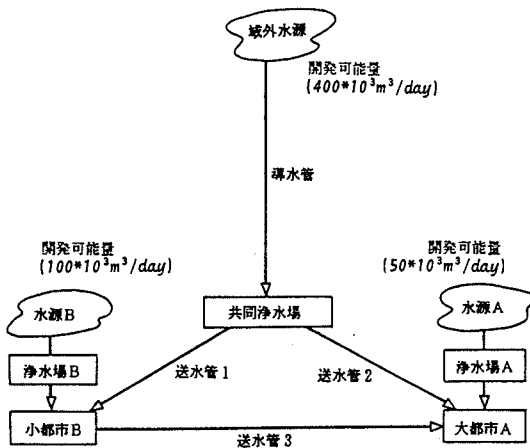 域外水源
開発可能量
(400*10³m³/day)
導水管
開発可能量
(100*10³m³/day)
開発可能量
(50*10³m³/day)
水源B
共同浄水場
水源A
浄水場B
送水管1
送水管2
浄水場A
小都市B
送水管3
大都市A